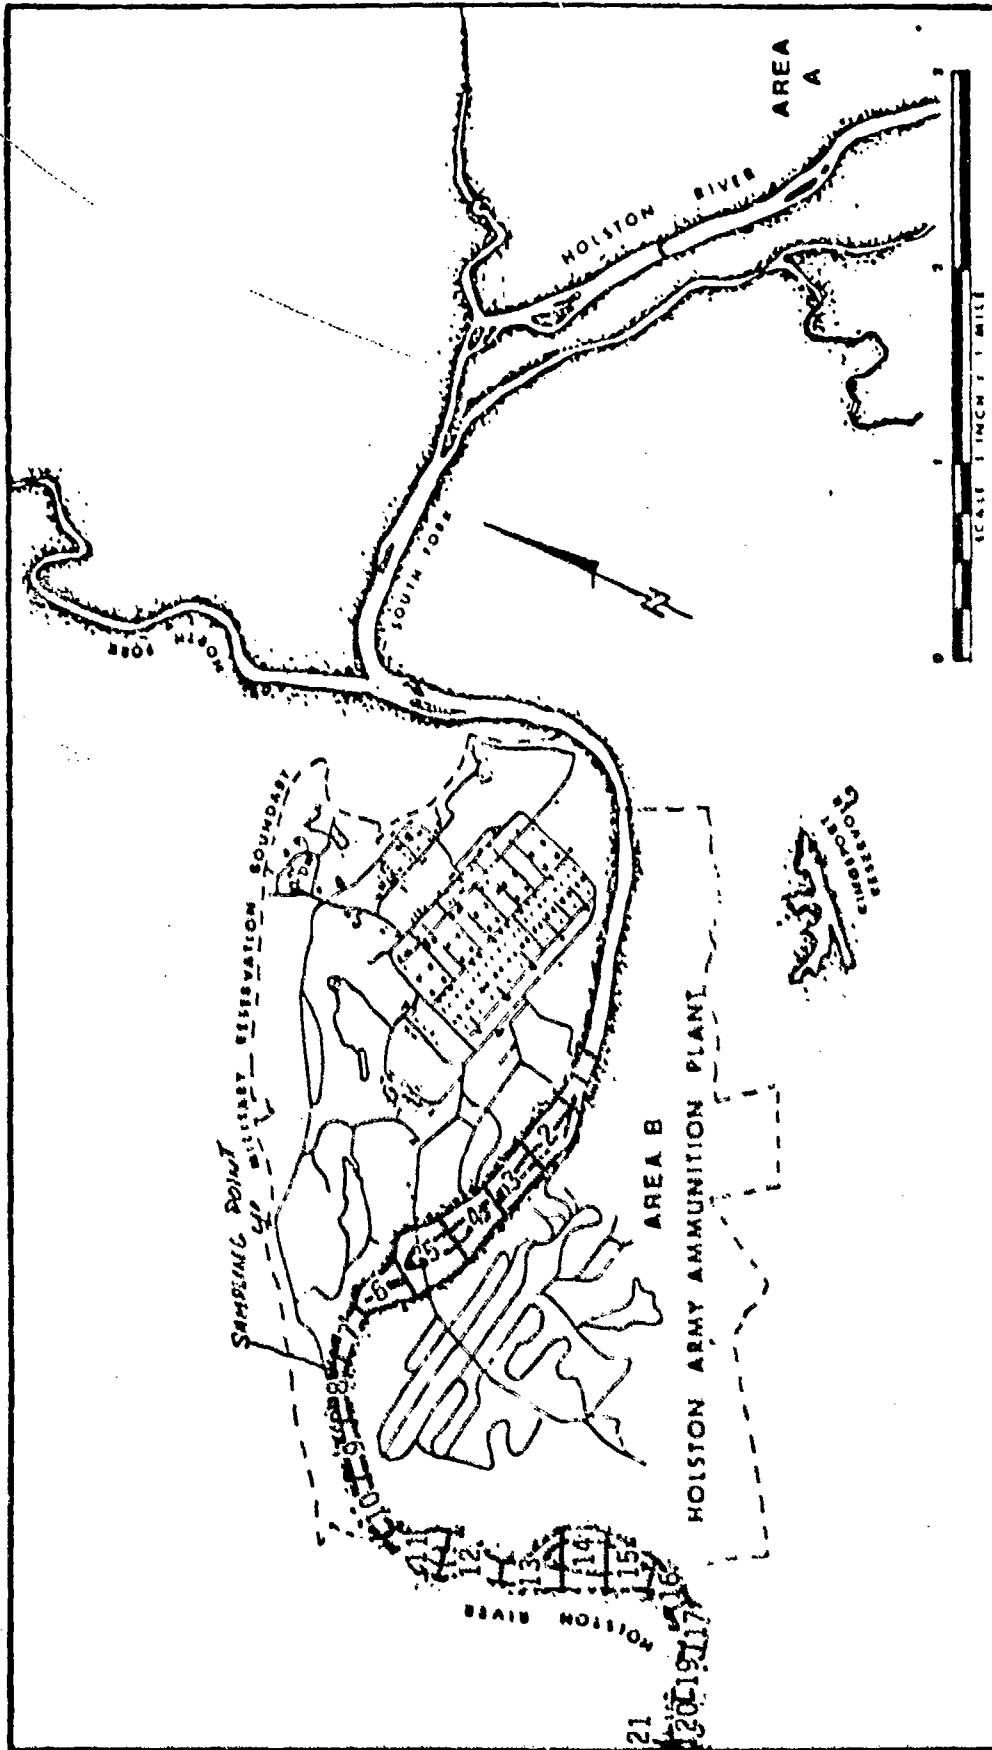 AREA
A
HOLSTON RIVER
3
2
1
0
SCALE 1 INCH = 1 MILE
SOUTH FORK
NORTH FORK
N
MILITARY RESERVATION BOUNDARY
SAMPLING POINT
KINGSPORT
RESERVOIR
AREA B
HOLSTON ARMY AMMUNITION PLANT
1
2
3
4
5
6
7
8
9
10
11
12
13
14
15
16
17
19
20
21
HOLSTON RIVER